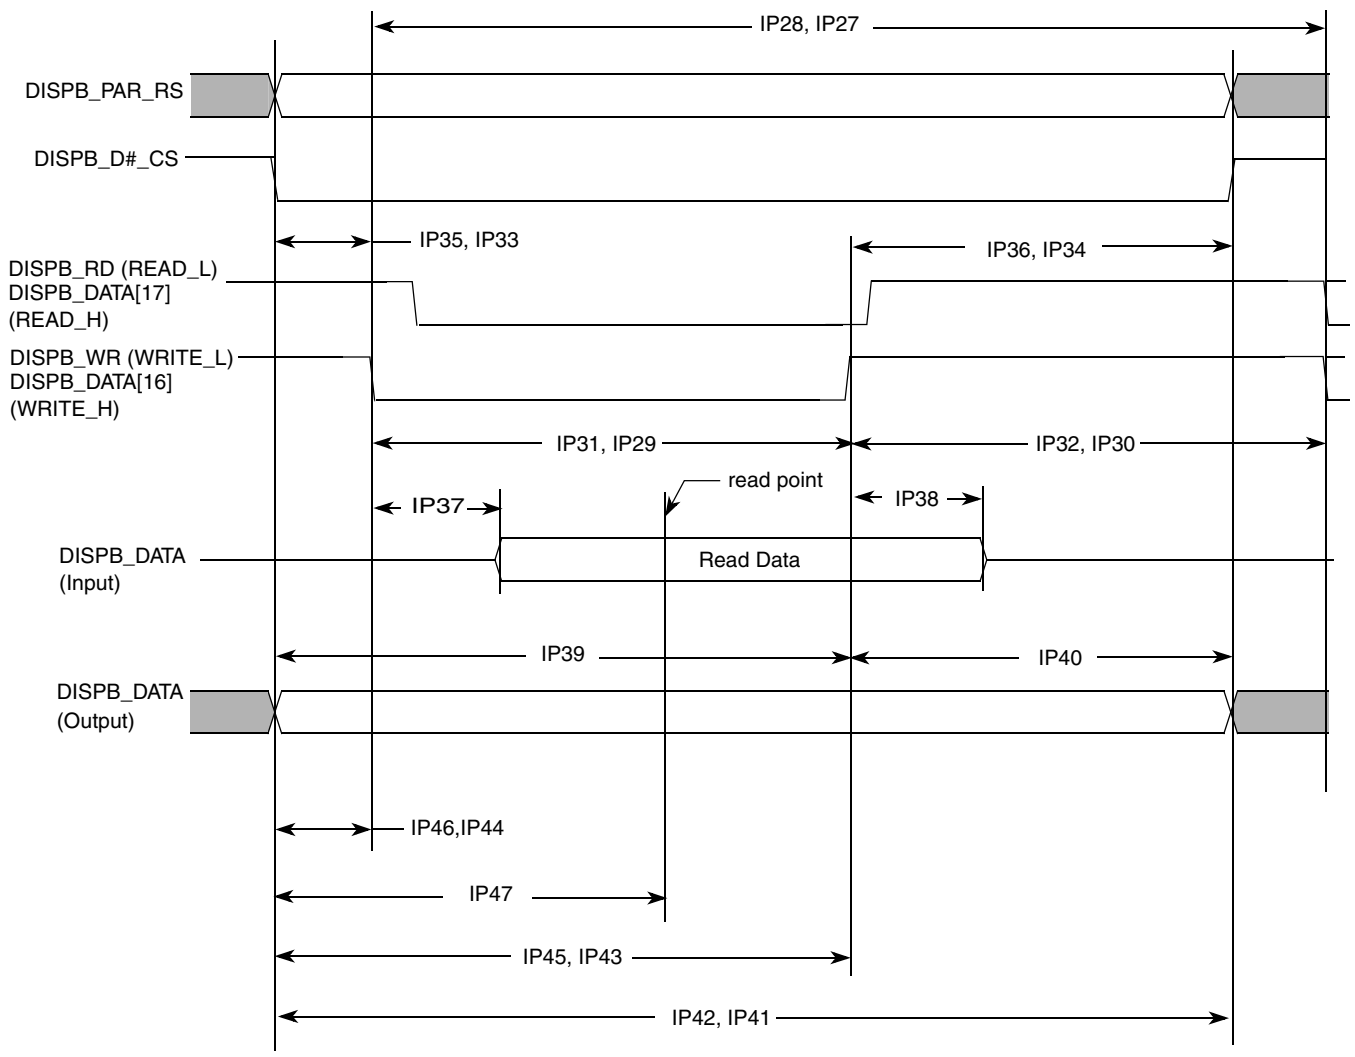 IP28, IP27
DISPB_PAR_RS
DISPB_D#_CS
IP35, IP33
IP36, IP34
DISPB_RD (READ_L)
DISPB_DATA[17]
(READ_H)
DISPB_WR (WRITE_L)
DISPB_DATA[16]
(WRITE_H)
IP31, IP29
IP32, IP30
read point
IP37
IP38
DISPB_DATA
(Input)
Read Data
IP39
IP40
DISPB_DATA
(Output)
IP46,IP44
IP47
IP45, IP43
IP42, IP41